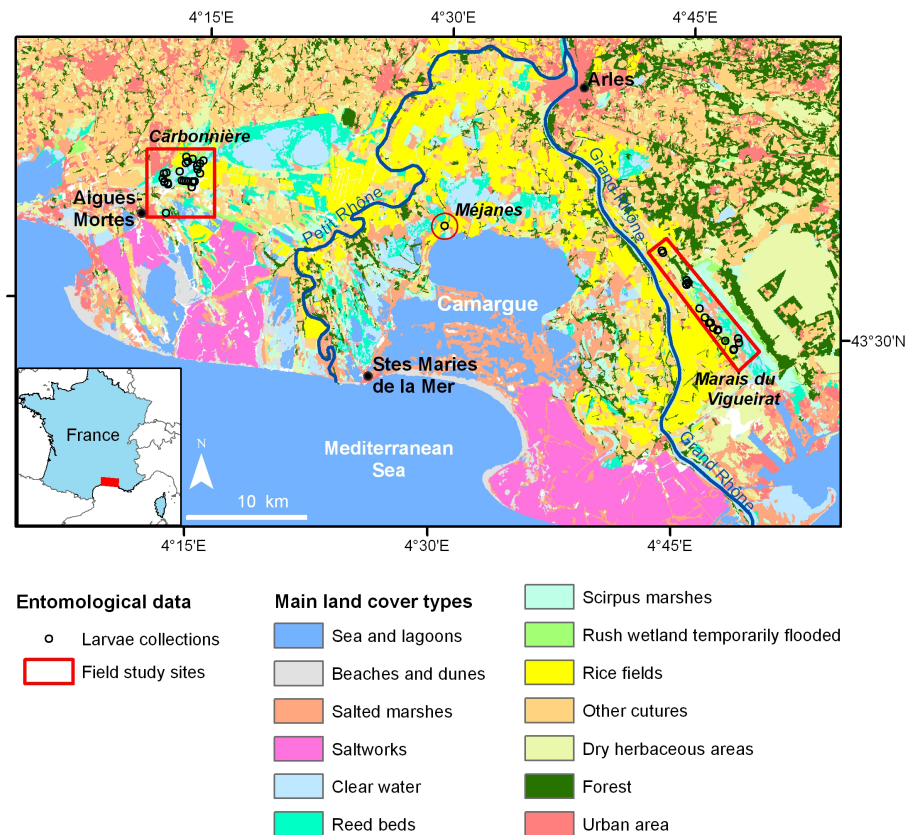 4°15'E
4°30'E
4°45'E
Arles
Carbonnière
Aigues
Mortes
Petit Rhône
Méjanes
Grand Rhône
Camargue
43°30'N
Stes Maries
de la Mer
Marais du
Vigueirat
France
N
Mediterranean
Sea
Grand Rhône
10 km
4°15'E
4°30'E
4°45'E
Entomological data
Larvae collections
Field study sites
Main land cover types
Sea and lagoons
Beaches and dunes
Salted marshes
Saltworks
Clear water
Reed beds
Scirpus marshes
Rush wetland temporarily flooded
Rice fields
Other cutures
Dry herbaceous areas
Forest
Urban area